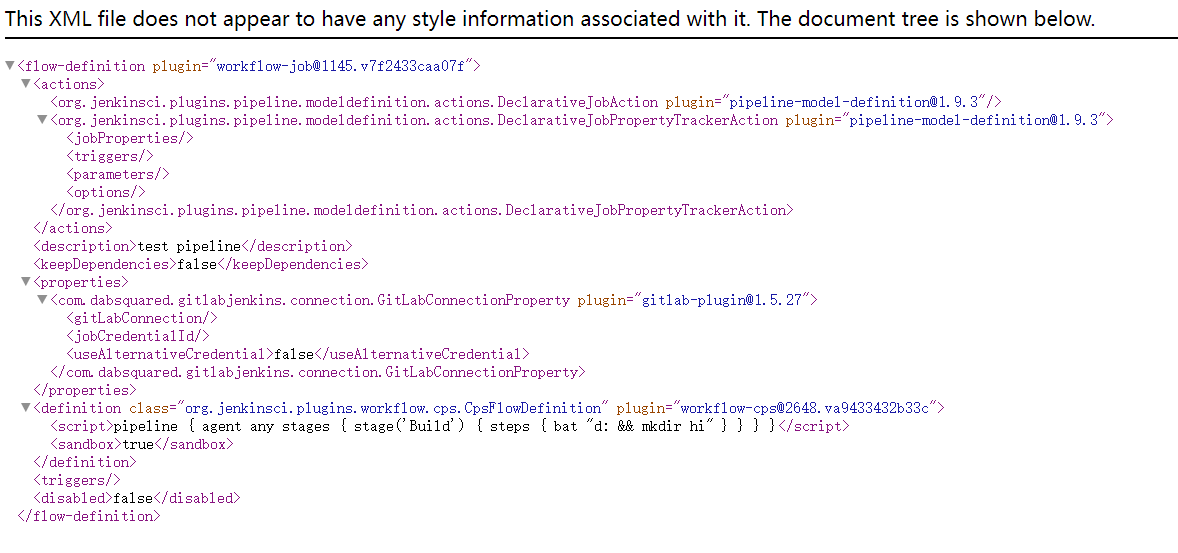 This XML file does not appear to have any style information associated with it. The document tree is shown below.
▼<flow-definition plugin="workflow-job@1145.v7f2433caa07f">
▼<actions>
<org.jenkinsci.plugins.pipeline.modeldefinition.actions.DeclarativeJobAction plugin="pipeline-model-definition@1.9.3"/>
▼<org.jenkinsci.plugins.pipeline.modeldefinition.actions.DeclarativeJobPropertyTrackerAction plugin="pipeline-model-definition@1.9.3">
<jobProperties/>
<triggers/>
<parameters/>
<options/>
</org.jenkinsci.plugins.pipeline.modeldefinition.actions.DeclarativeJobPropertyTrackerAction>
</actions>
<description>test pipeline</description>
<keepDependencies>false</keepDependencies>
▼<properties>
▼<com.dabsquared.gitlabjenkins.connection.GitLabConnectionProperty plugin="gitlab-plugin@1.5.27">
<gitLabConnection/>
<jobCredentialId/>
<useAlternativeCredential>false</useAlternativeCredential>
</com.dabsquared.gitlabjenkins.connection.GitLabConnectionProperty>
</properties>
▼<definition class="org.jenkinsci.plugins.workflow.cps.CpsFlowDefinition" plugin="workflow-cps@2648.va9433432b33c">
<script>pipeline { agent any stages { stage('Build') { steps { bat "d: && mkdir hi" } } } }</script>
<sandbox>true</sandbox>
</definition>
<triggers/>
<disabled>false</disabled>
</flow-definition>